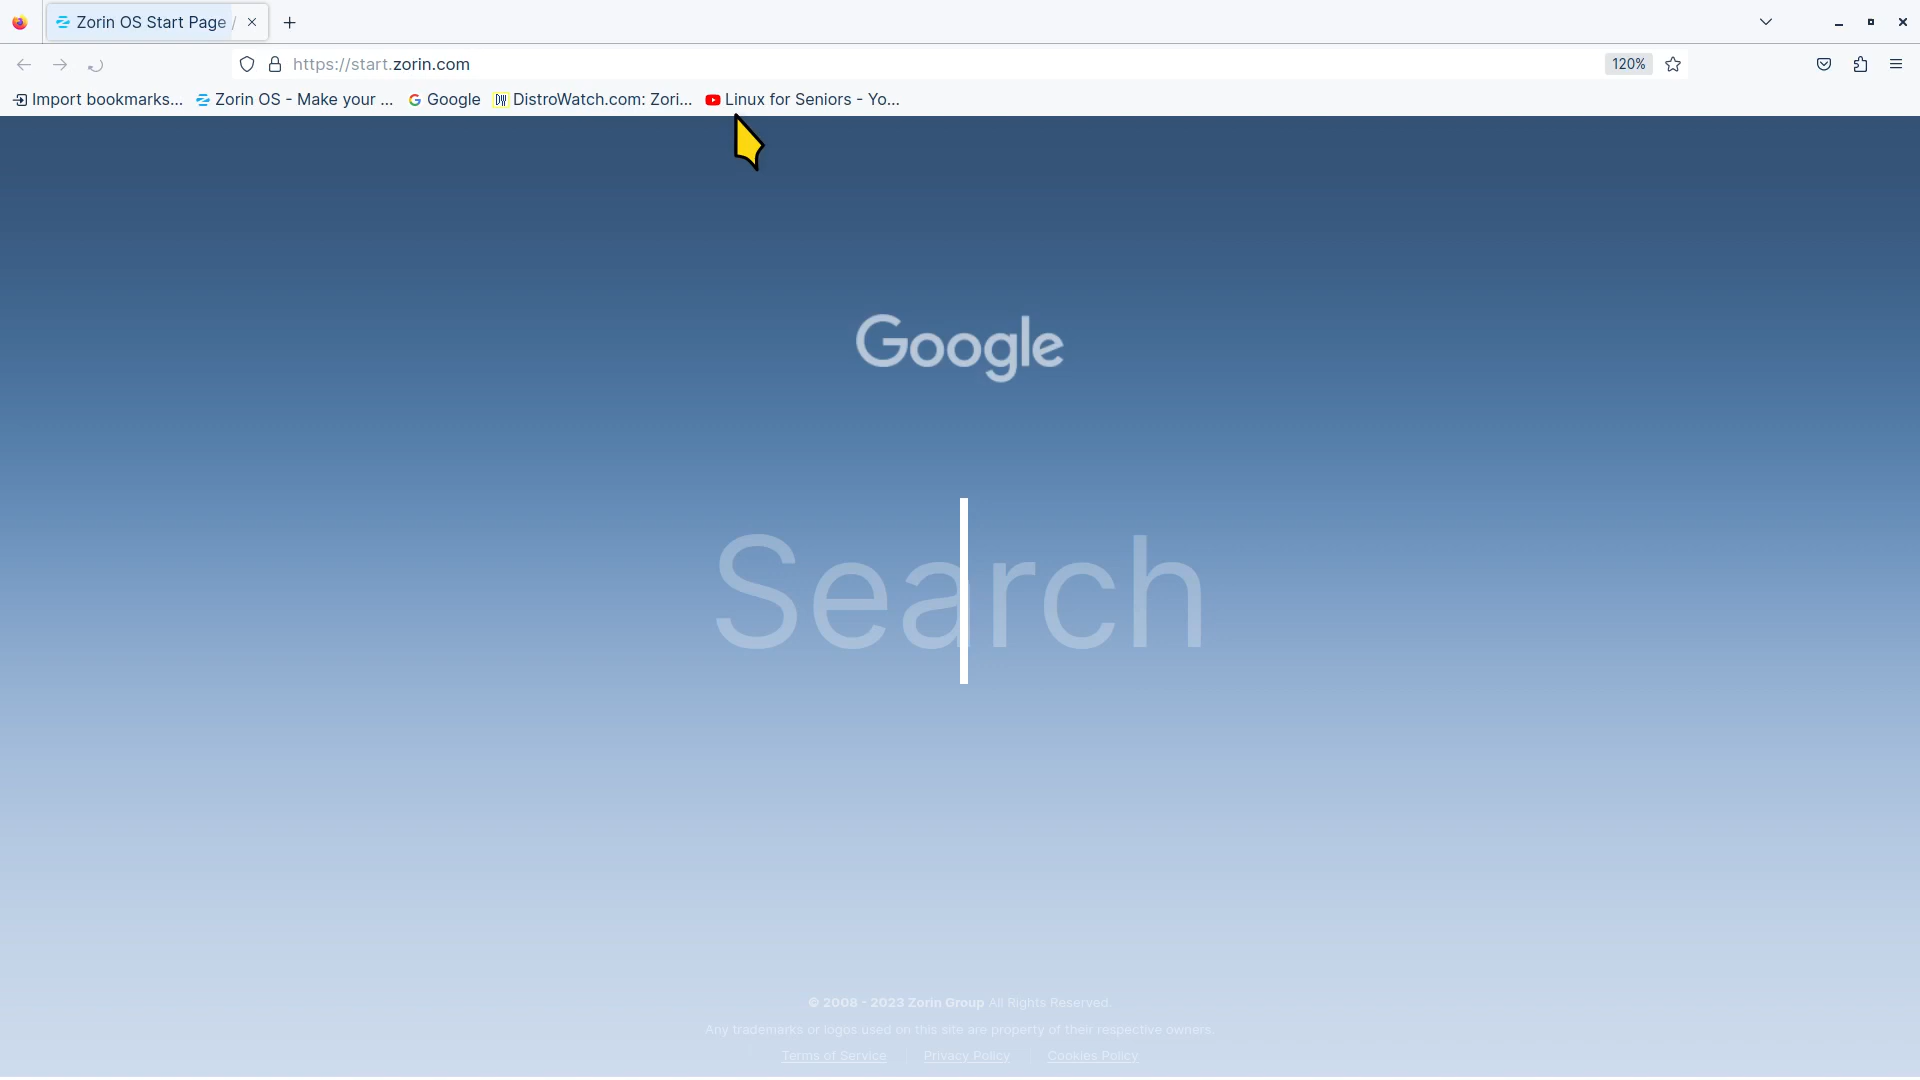 Zorin OS Start Page /
https://start.zorin.com
120%
Import bookmarks... Zorin OS - Make your ... Google DW DistroWatch.com: Zori... Linux for Seniors - Yo...
Google
Search
© 2008 - 2023 Zorin Group All Rights Reserved.
Any trademarks or logos used on this site are property of their respective owners.
Terms of Service Privacy Policy Cookies Policy